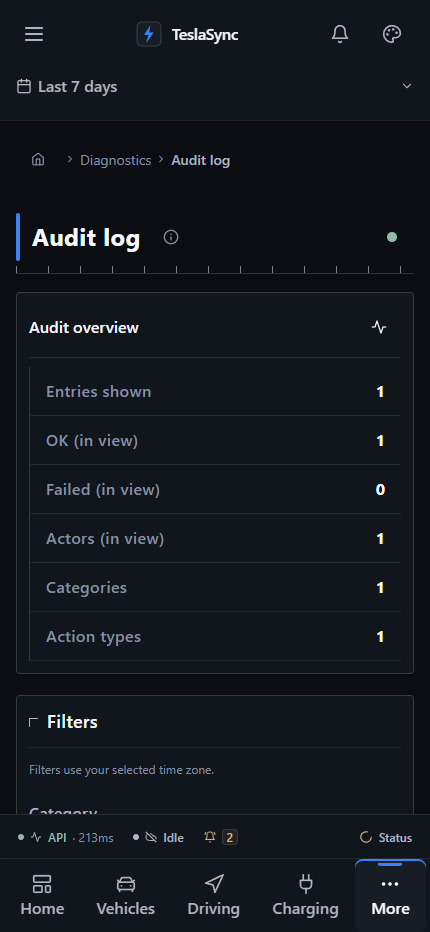 TeslaSync
Last 7 days
Diagnostics Audit log
Audit log
Audit overview
Entries shown 1
OK (in view) 1
Failed (in view) 0
Actors (in view) 1
Categories 1
Action types 1
Filters
Filters use your selected time zone.
Category
API · 213ms Idle 2 Status
Home Vehicles Driving Charging More